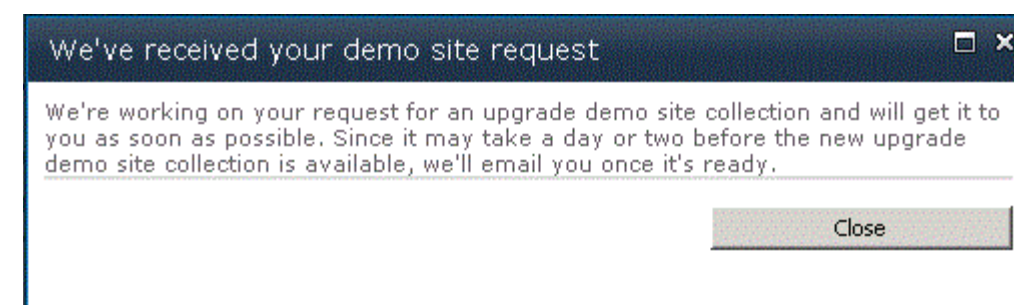 We've received your demo site request
We're working on your request for an upgrade demo site collection and will get it to
you as soon as possible. Since it may take a day or two before the new upgrade
demo site collection is available, we'll email you once it's ready.
Close